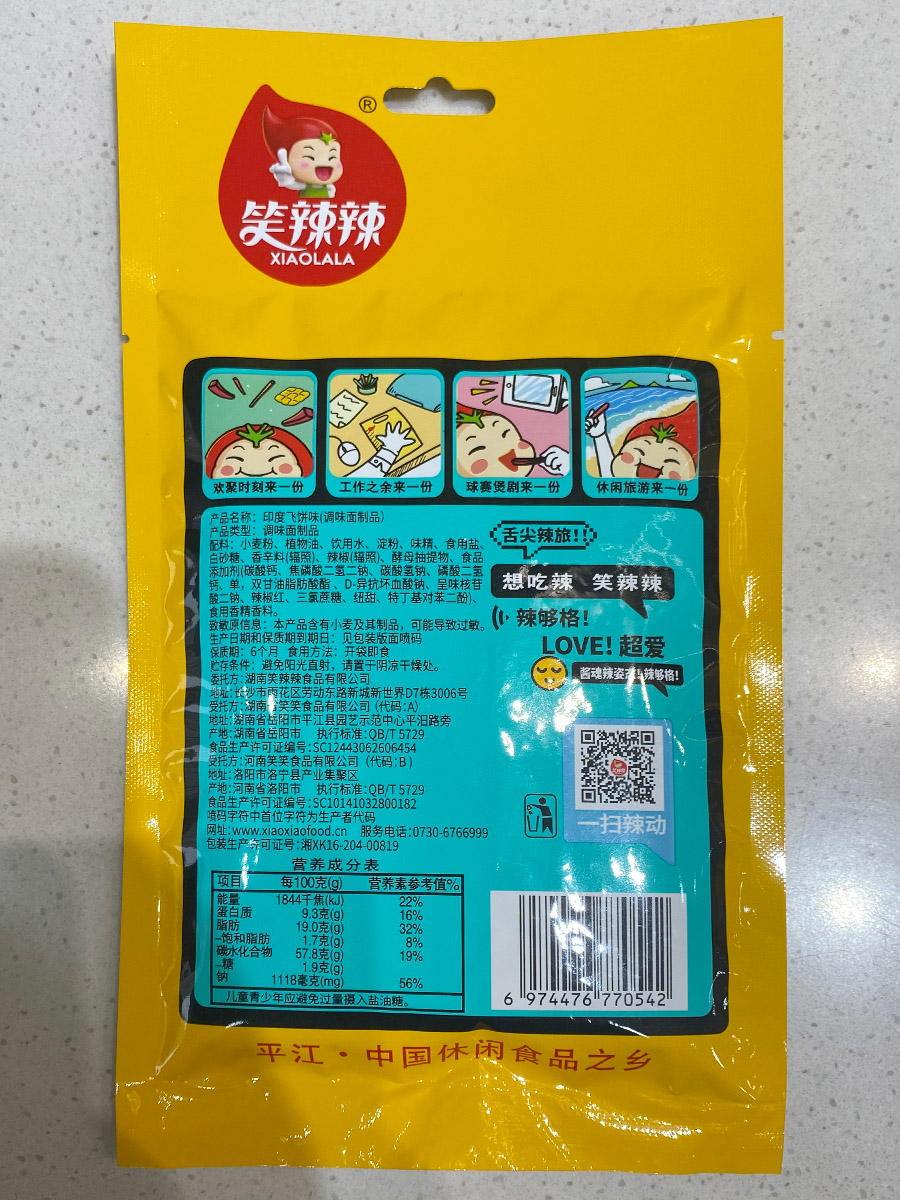 ®
笑辣辣
XIAOLALA
欢聚时刻来一份
工作之余来一份
球赛煲剧来一份
休闲旅游来一份
产品名称：印度飞饼味(调味面制品)
产品类型：调味面制品
配料：小麦粉、植物油、饮用水、淀粉、味精、食用盐、
白砂糖、香辛料(辐照)、辣椒(辐照)、酵母抽提物、食品
添加剂(碳酸钙、焦磷酸二氢二钠、碳酸氢钠、磷酸二氢
钙、单，双甘油脂肪酸酯、D-异抗坏血酸钠、呈味核苷
酸二钠、辣椒红、三氯蔗糖、纽甜、特丁基对苯二酚)、
食用香精香料。
致敏原信息：本产品含有小麦及其制品，可能导致过敏。
生产日期和保质期到期日：见包装版面喷码
保质期：6个月 食用方法：开袋即食
贮存条件：避免阳光直射，请置于阴凉干燥处。
委托方：湖南笑辣辣食品有限公司
地址：长沙市雨花区劳动东路新城新世界D7栋3006号
受托方：湖南省笑笑食品有限公司（代码：A）
地址：湖南省岳阳市平江县园艺示范中心平汨路旁
产地：湖南省岳阳市 执行标准：QB/T 5729
食品生产许可证编号：SC12443062606454
受托方：河南笑笑食品有限公司（代码：B）
地址：洛阳市洛宁县产业集聚区
产地：河南省洛阳市 执行标准：QB/T 5729
食品生产许可证编号：SC10141032800182
喷码字符中首位字符为生产者代码
网址：www.xiaoxiaofood.cn 服务电话：0730-6766999
包装生产许可证号：湘XK16-204-00819
舌尖辣旅!!
想吃辣 笑辣辣
辣够格!
LOVE! 超爱
酱魂辣姿态!辣够格!
一扫辣动
营养成分表
项目 每100克(g) 营养素参考值%
能量 1844千焦(kJ) 22%
蛋白质 9.3克(g) 16%
脂肪 19.0克(g) 32%
-饱和脂肪 1.7克(g) 8%
碳水化合物 57.8克(g) 19%
-糖 1.9克(g)
钠 1118毫克(mg) 56%
儿童青少年应避免过量摄入盐油糖。
6 974476 770542
平江·中国休闲食品之乡